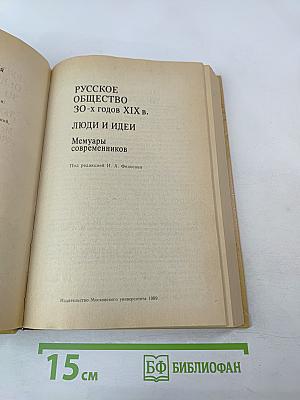 РУССКОЕ
ОБЩЕСТВО
30-х годов XIX в.
ЛЮДИ И ИДЕИ
Мемуары
современников
Под редакцией И. А. Федосова
Издательство Московского университета 1989
15 см
БФ БИБЛИОФАН